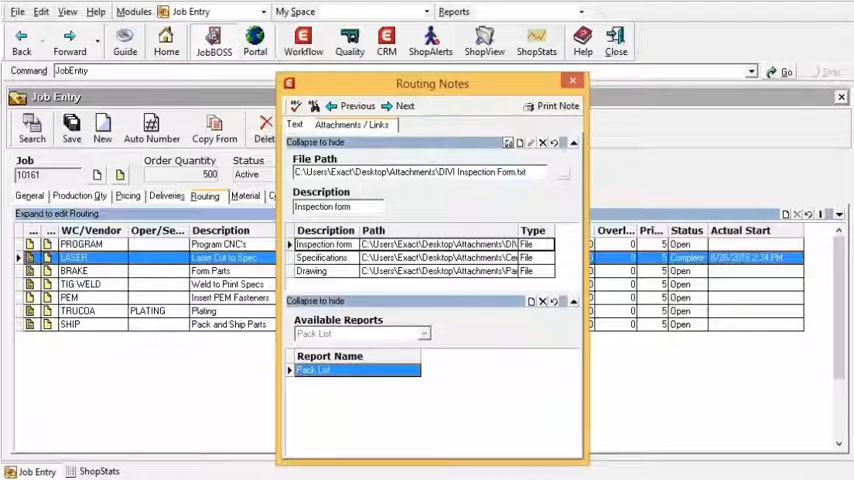 File Edit View Help Modules Job Entry My Space Reports
Back Forward Guide Home JobBOSS Portal Workflow Quality CRM ShopAlerts ShopView ShopStats Help Close
Command JobEntry Go Stop
Job Entry
Search Save New Auto Number Copy From
Job Order Quantity Status
10161 500 Active
General Production Qty Pricing Deliveries Routing Material
Expand to edit Routing
... ... WC/Vendor Oper/Se... Description Overl... Pri... Status Actual Start
PROGRAM Program CNC's 0 5 Open
LASER Laser Cut to Spec 0 5 Complete 8/26/2016 2:34 PM
BRAKE Form Parts 0 5 Open
TIG WELD Weld to Print Specs 0 5 Open
PEM Insert PEM Fasteners 0 5 Open
TRUCOA PLATING Plating 0 5 Open
SHIP Pack and Ship Parts 0 5 Open
Routing Notes
Previous Next Print Note
Text Attachments / Links
Collapse to hide
File Path
C:\Users\Exact\Desktop\Attachments\DIVI Inspection Form.txt
Description
Inspection form
Description Path Type
Inspection form C:\Users\Exact\Desktop\Attachments\DI File
Specifications C:\Users\Exact\Desktop\Attachments\Ce File
Drawing C:\Users\Exact\Desktop\Attachments\Pa File
Collapse to hide
Available Reports
Pack List
Report Name
Pack List
Job Entry ShopStats